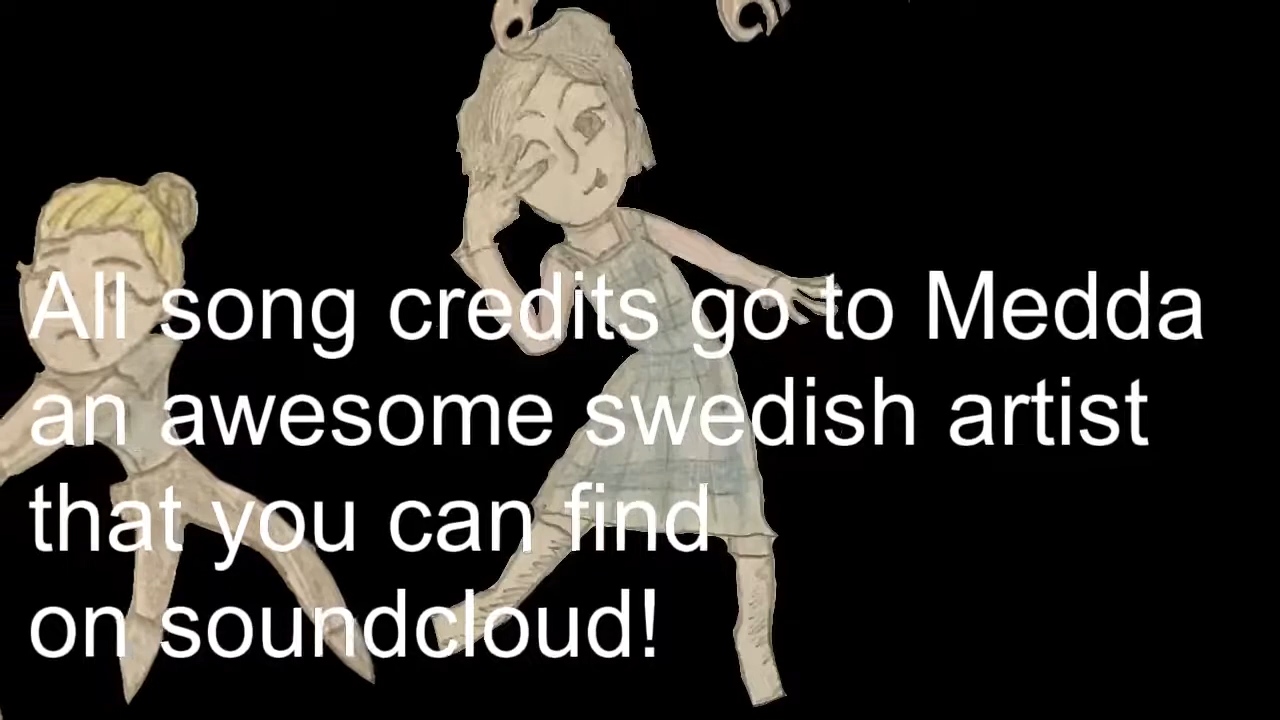 All song credits go to Medda
an awesome swedish artist
that you can find
on soundcloud!